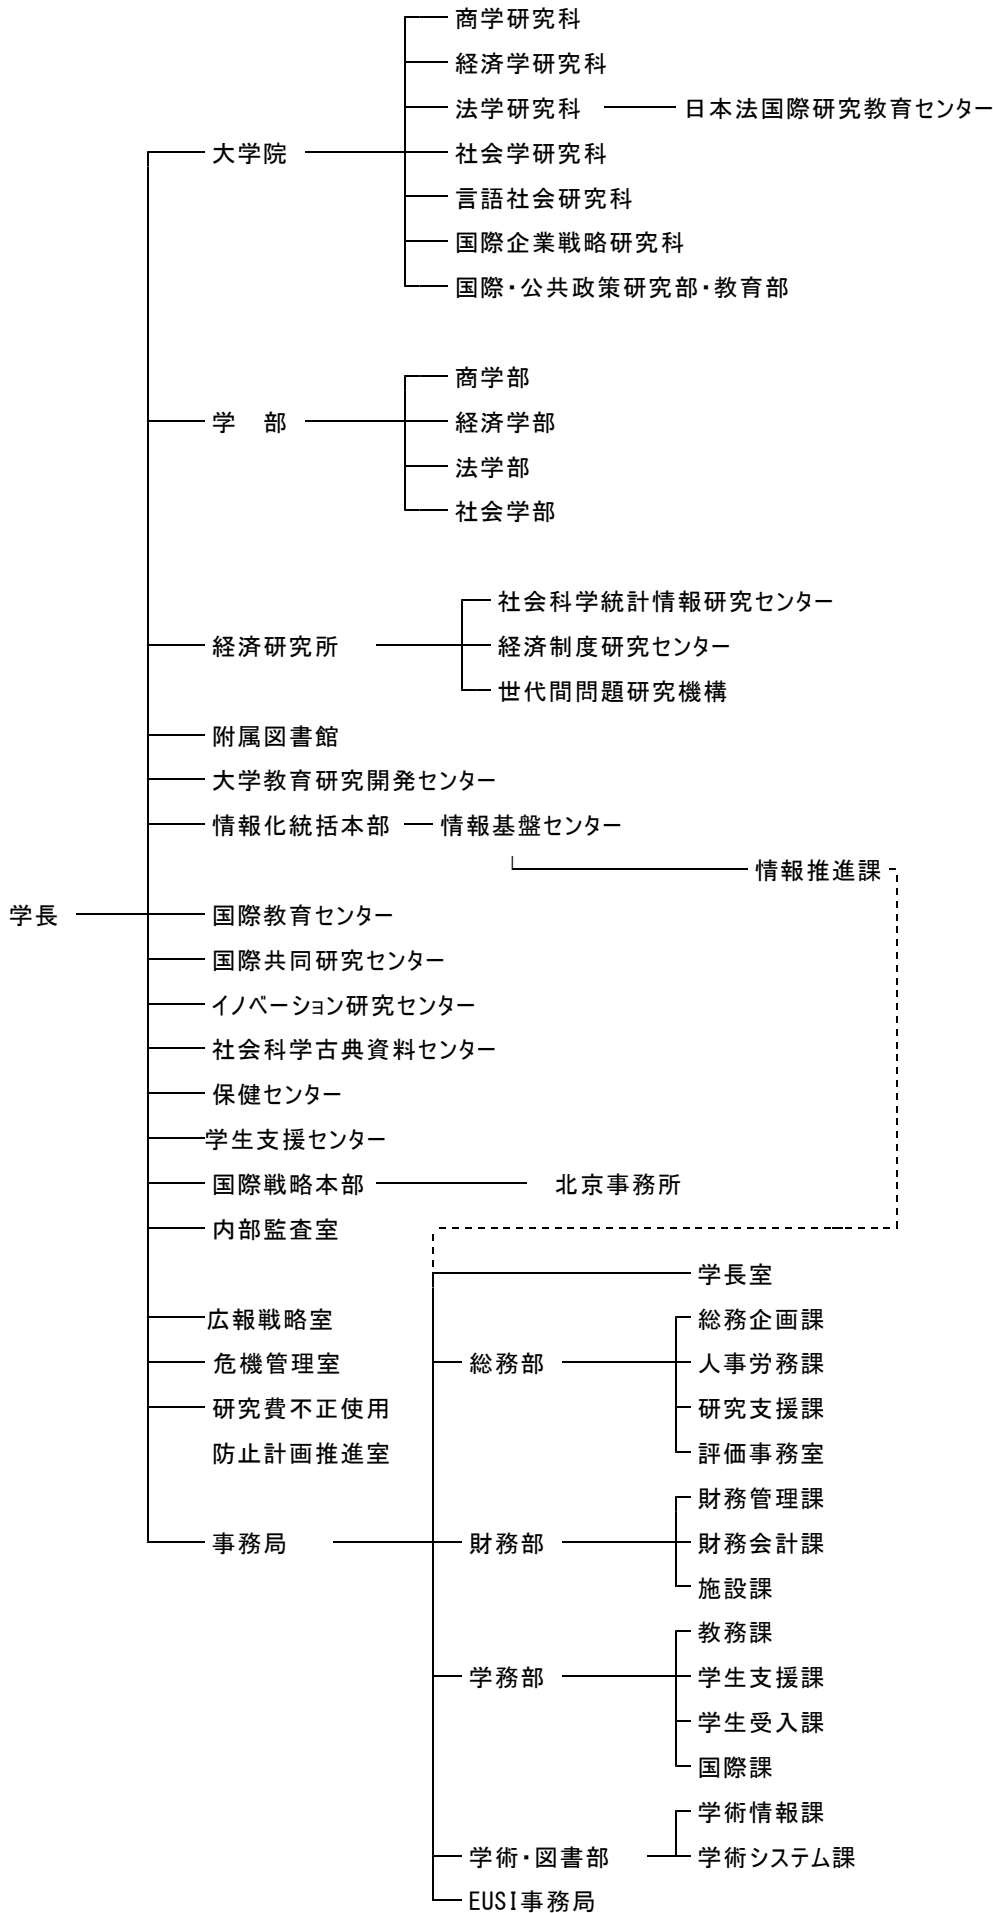 商学研究科
経済学研究科
法学研究科 日本法国際研究教育センター
大学院 社会学研究科
言語社会研究科
国際企業戦略研究科
国際・公共政策研究部・教育部
商学部
学　部 経済学部
法学部
社会学部
社会科学統計情報研究センター
経済研究所 経済制度研究センター
世代間問題研究機構
附属図書館
大学教育研究開発センター
情報化統括本部 情報基盤センター
情報推進課
学長 国際教育センター
国際共同研究センター
イノベーション研究センター
社会科学古典資料センター
保健センター
学生支援センター
国際戦略本部 北京事務所
内部監査室
学長室
広報戦略室 総務企画課
危機管理室 総務部 人事労務課
研究費不正使用 研究支援課
防止計画推進室 評価事務室
財務管理課
事務局 財務部 財務会計課
施設課
教務課
学務部 学生支援課
学生受入課
国際課
学術情報課
学術・図書部 学術システム課
EUSI事務局